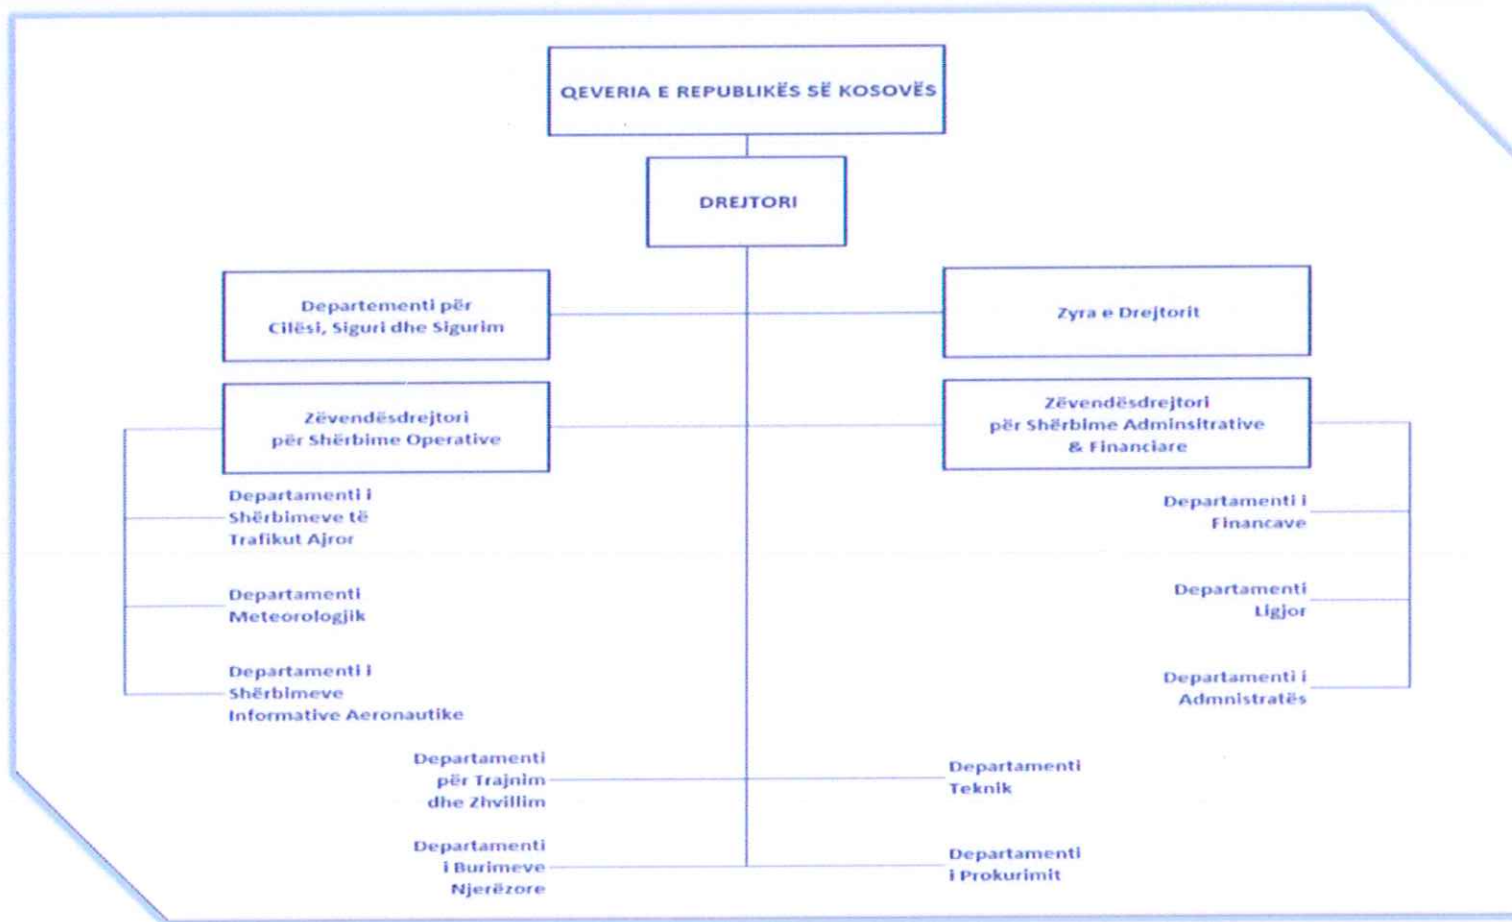 QEVERIA E REPUBLIKËS SË KOSOVËS
DREJTORI
Departementi për
Cilësi, Siguri dhe Sigurim
Zyra e Drejtorit
Zëvendësdrejtori
për Shërbime Operative
Zëvendësdrejtori
për Shërbime Adminsitrative
& Financiare
Departamenti i
Shërbimeve të
Trafikut Ajror
Departamenti i
Financave
Departamenti
Meteorologjik
Departamenti
Ligjor
Departamenti i
Shërbimeve
Informative Aeronautike
Departamenti i
Admnistratës
Departamenti
për Trajnim
dhe Zhvillim
Departamenti
Teknik
Departamenti
i Burimeve
Njerëzore
Departamenti
i Prokurimit